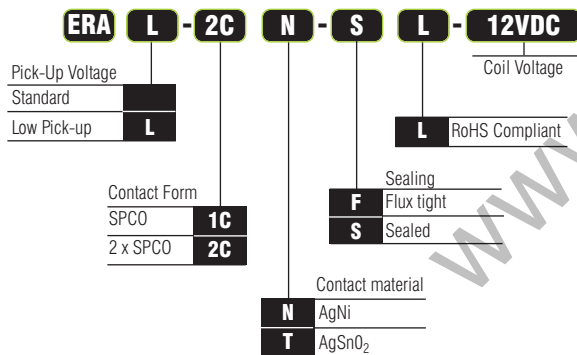 ERA L - 2C N - S L - 12VDC
Coil Voltage
Pick-Up Voltage
Standard
Low Pick-up L
L RoHS Compliant
Contact Form
SPCO 1C
2 x SPCO 2C
Sealing
F Flux tight
S Sealed
Contact material
N AgNi
T AgSnO₂